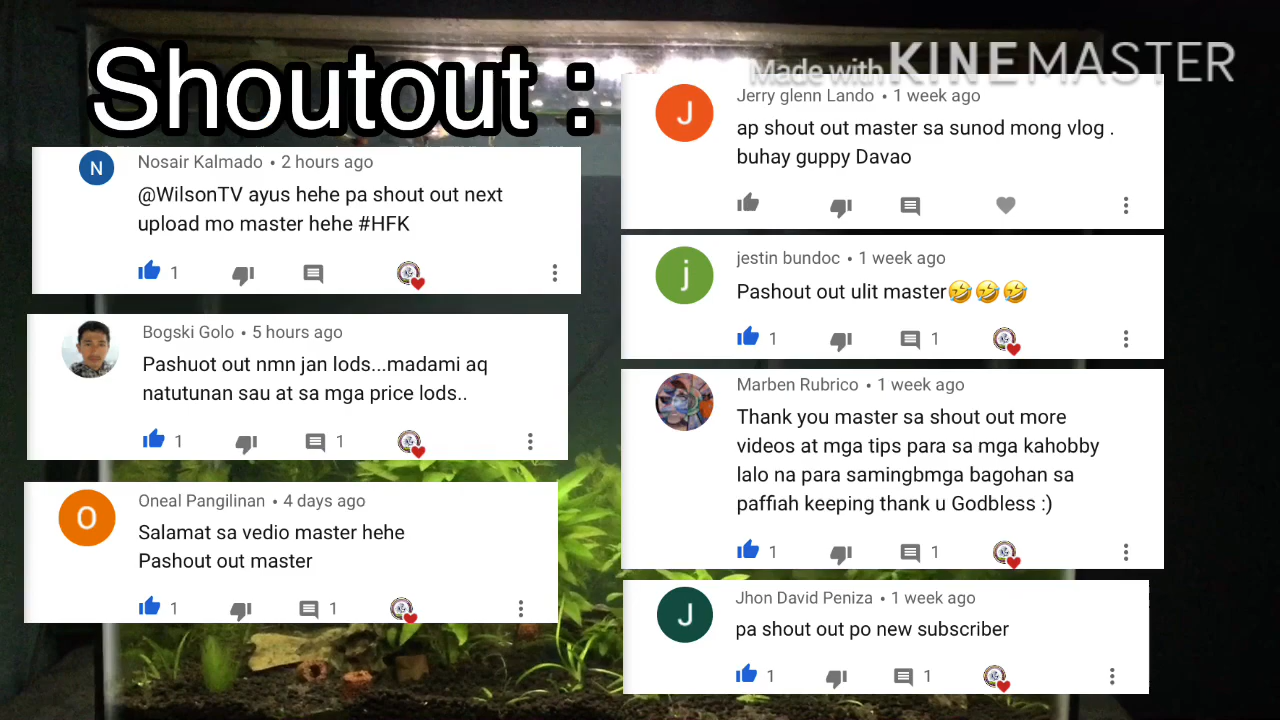 Shoutout :
Made with KINEMASTER
N
Nosair Kalmado • 2 hours ago
@WilsonTV ayus hehe pa shout out next
upload mo master hehe #HFK
1
Bogski Golo • 5 hours ago
Pashuot out nmn jan lods...madami aq
natutunan sau at sa mga price lods..
1 1
O
Oneal Pangilinan • 4 days ago
Salamat sa vedio master hehe
Pashout out master
1 1
J
Jerry glenn Lando • 1 week ago
ap shout out master sa sunod mong vlog .
buhay guppy Davao
j
jestin bundoc • 1 week ago
Pashout out ulit master🤣🤣🤣
1 1
Marben Rubrico • 1 week ago
Thank you master sa shout out more
videos at mga tips para sa mga kahobby
lalo na para samingbmga bagohan sa
paffiah keeping thank u Godbless :)
1 1
J
Jhon David Peniza • 1 week ago
pa shout out po new subscriber
1 1